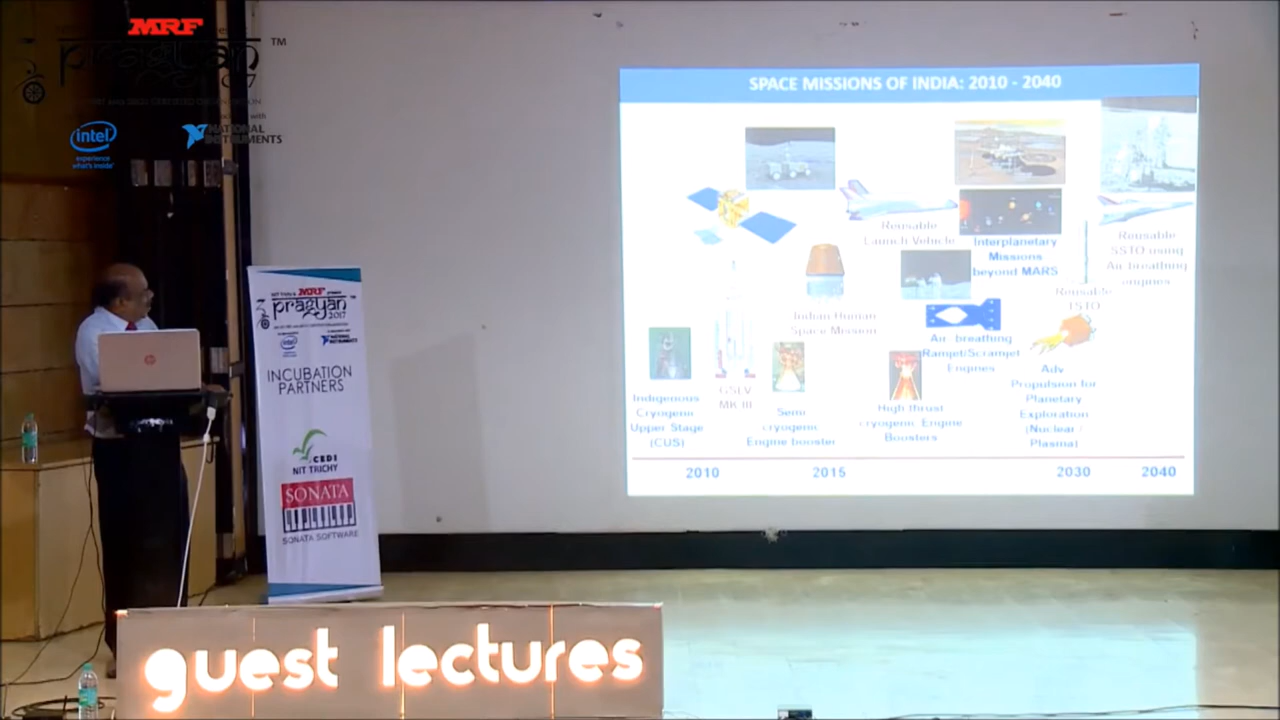 MRF
pragyan
TM
intel
experience
what's inside
NATIONAL
INSTRUMENTS
MRF
pragyan
2017
intel
INCUBATION
PARTNERS
CEDI
NIT TRICHY
SONATA
SONATA SOFTWARE
hp
SPACE MISSIONS OF INDIA: 2010 - 2040
Reusable
Launch Vehicle
Interplanetary
Missions
beyond MARS
Reusable
SSTO using
Air breathing
engines
Reusable
TSTO
Indian Human
Space Mission
Air breathing
Ramjet/Scramjet
Engines
GSLV
MK III
Indigenous
Cryogenic
Upper Stage
(CUS)
Semi
cryogenic
Engine booster
High thrust
cryogenic Engine
Boosters
Adv
Propulsion for
Planetary
Exploration
(Nuclear /
Plasma)
2010 2015 2030 2040
guest lectures